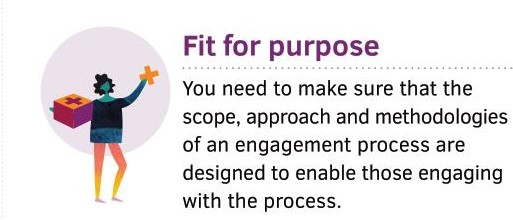 Fit for purpose
You need to make sure that the
scope, approach and methodologies
of an engagement process are
designed to enable those engaging
with the process.